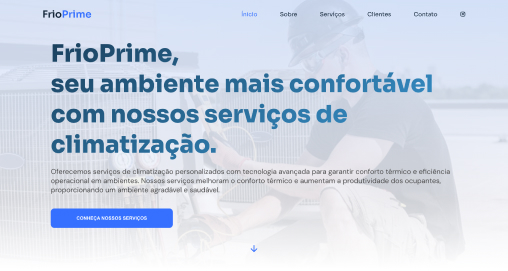 FrioPrime
Início
Sobre
Serviços
Clientes
Contato
FrioPrime,
seu ambiente mais confortável
com nossos serviços de
climatização.
Oferecemos serviços de climatização personalizados com tecnologia avançada para garantir conforto térmico e eficiência
operacional em ambientes. Nossos serviços melhoram o conforto térmico e aumentam a produtividade dos ocupantes,
proporcionando um ambiente agradável e saudável.
CONHEÇA NOSSOS SERVIÇOS